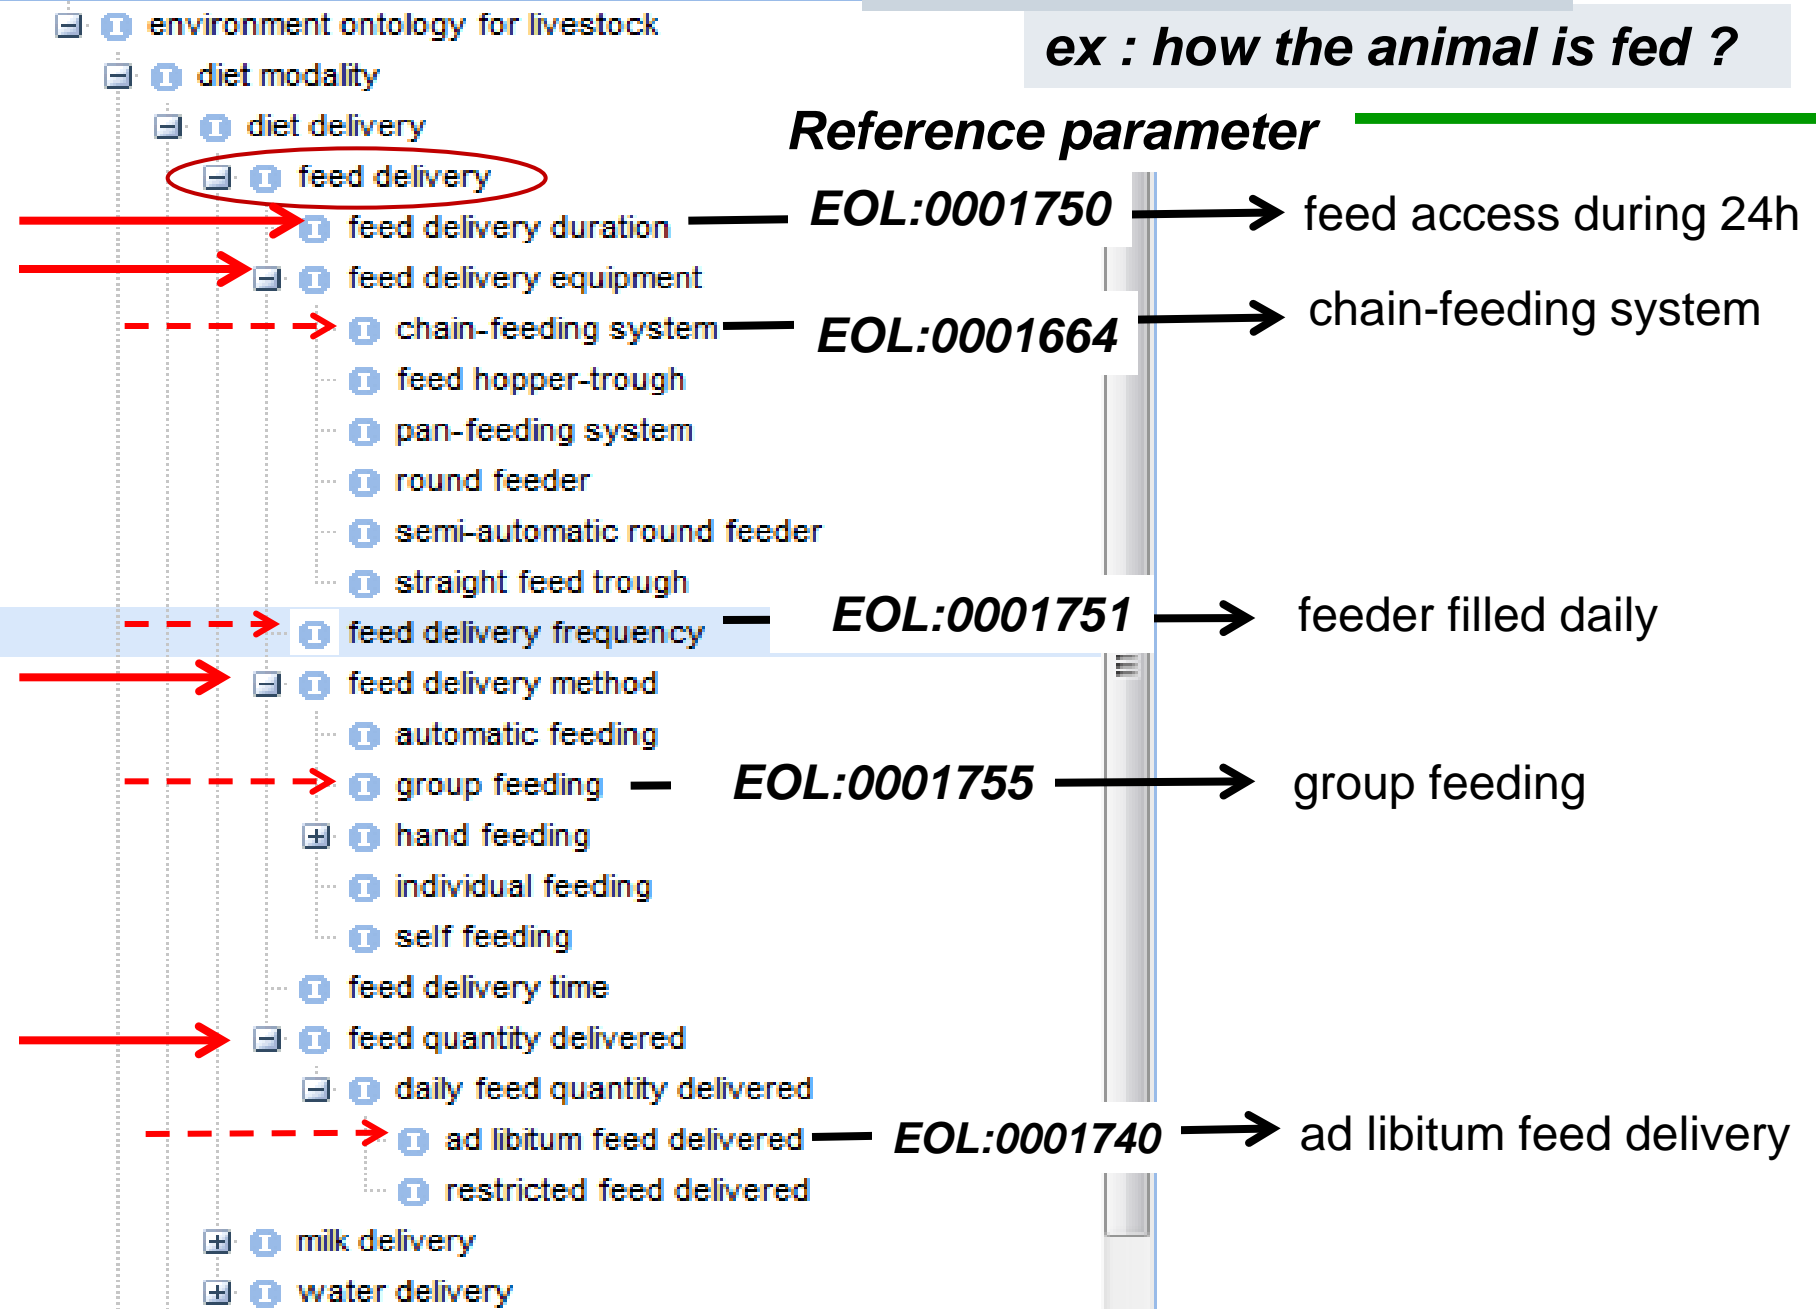 environment ontology for livestock
ex : how the animal is fed ?
diet modality
diet delivery
Reference parameter
feed delivery
feed delivery duration EOL:0001750 feed access during 24h
feed delivery equipment
chain-feeding system EOL:0001664 chain-feeding system
feed hopper-trough
pan-feeding system
round feeder
semi-automatic round feeder
straight feed trough
feed delivery frequency EOL:0001751 feeder filled daily
feed delivery method
automatic feeding
group feeding EOL:0001755 group feeding
hand feeding
individual feeding
self feeding
feed delivery time
feed quantity delivered
daily feed quantity delivered
ad libitum feed delivered EOL:0001740 ad libitum feed delivery
restricted feed delivered
milk delivery
water delivery